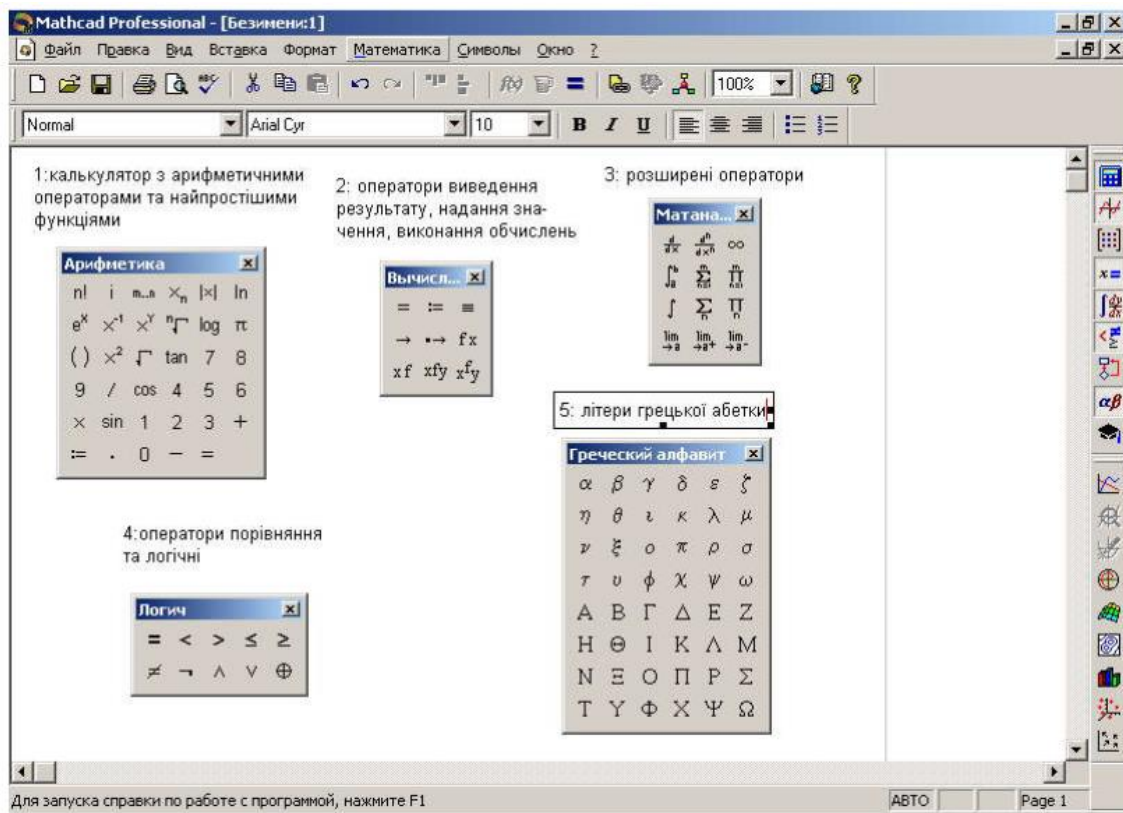 Mathcad Professional - [Безимени:1]
Файл Правка Вид Вставка Формат Математика Символы Окно ?
100%
Normal Arial Cyr 10 B I U
1:калькулятор з арифметичними
операторами та найпростішими
функціями
2: оператори виведення
результату, надання зна-
чення, виконання обчислень
3: розширені оператори
Арифметика
n! i m..n ×n |×| ln
e^x ×^-1 ×^Y ⁿ√ log π
( ) ×² √ tan 7 8
9 / cos 4 5 6
× sin 1 2 3 +
:= . 0 − =
Вычисл...
= := ≡
→ ▪→ fx
xf xfy x^f y
Матана...
d/dx d^n/dx^n ∞
∫ₐᵇ ∑ ∏
∫ ∑ ∏
lim→a lim→a+ lim→a-
4:оператори порівняння
та логічні
Логич
= < > ≤ ≥
≠ ¬ ∧ ∨ ⊕
5: літери грецької абетки
Греческий алфавит
α β γ δ ε ζ
η θ ι κ λ μ
ν ξ ο π ρ σ
τ υ φ χ ψ ω
Α Β Γ Δ Ε Ζ
Η Θ Ι Κ Λ Μ
Ν Ξ Ο Π Ρ Σ
Τ Υ Φ Χ Ψ Ω
Для запуска справки по работе с программой, нажмите F1
АВТО Page 1